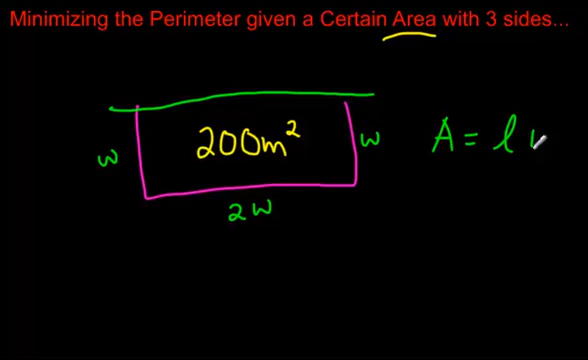 Minimizing the Perimeter given a Certain Area with 3 sides...
w 200m² w A = l
2w